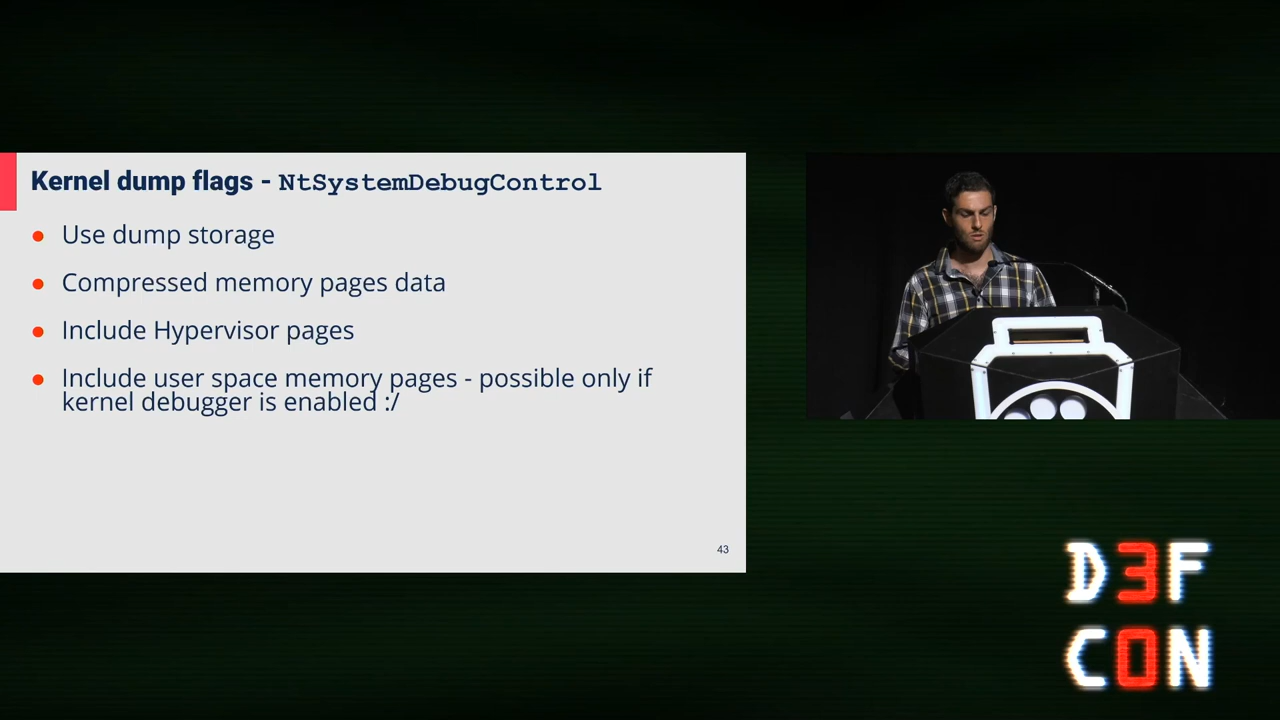 Kernel dump flags - NtSystemDebugControl
● Use dump storage
● Compressed memory pages data
● Include Hypervisor pages
● Include user space memory pages - possible only if
kernel debugger is enabled :/
43
D3F
C0N